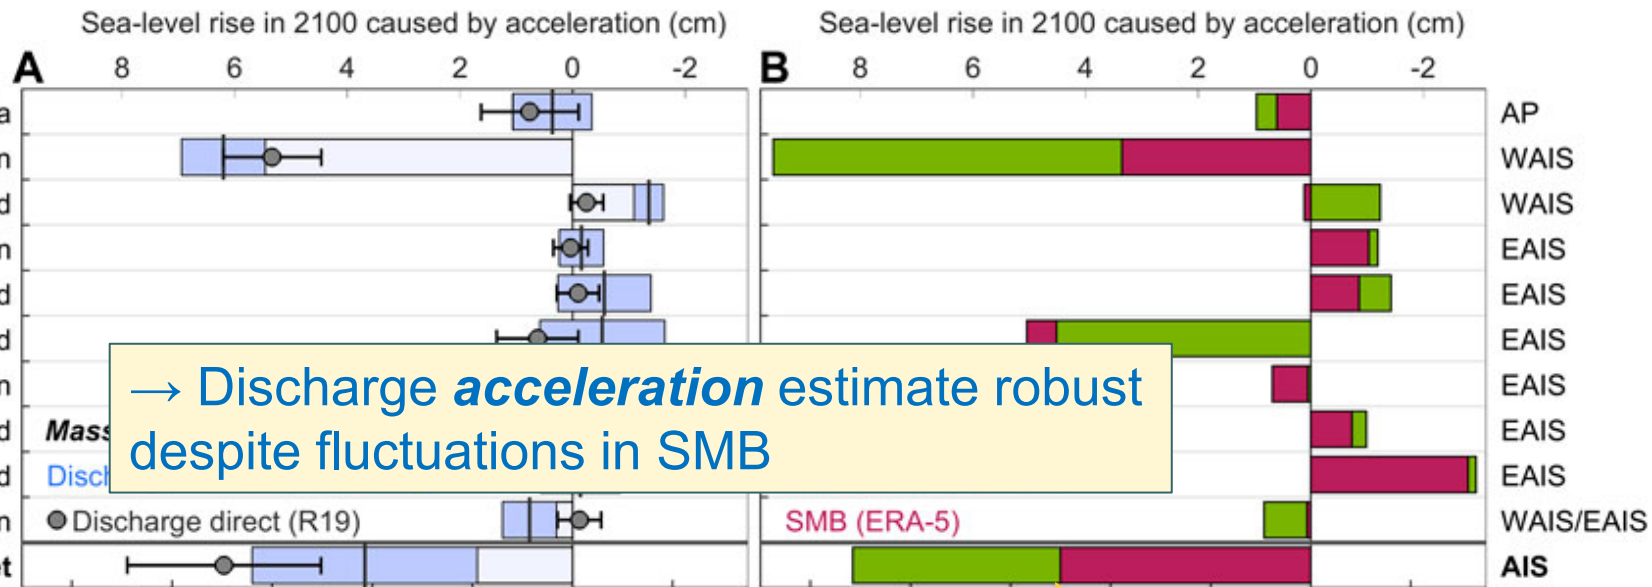 Sea-level rise in 2100 caused by acceleration (cm)
Sea-level rise in 2100 caused by acceleration (cm)
A 8 6 4 2 0 -2
B 8 6 4 2 0 -2
AP
WAIS
WAIS
EAIS
EAIS
EAIS
EAIS
EAIS
EAIS
WAIS/EAIS
AIS
→ Discharge acceleration estimate robust
despite fluctuations in SMB
Discharge direct (R19)
SMB (ERA-5)